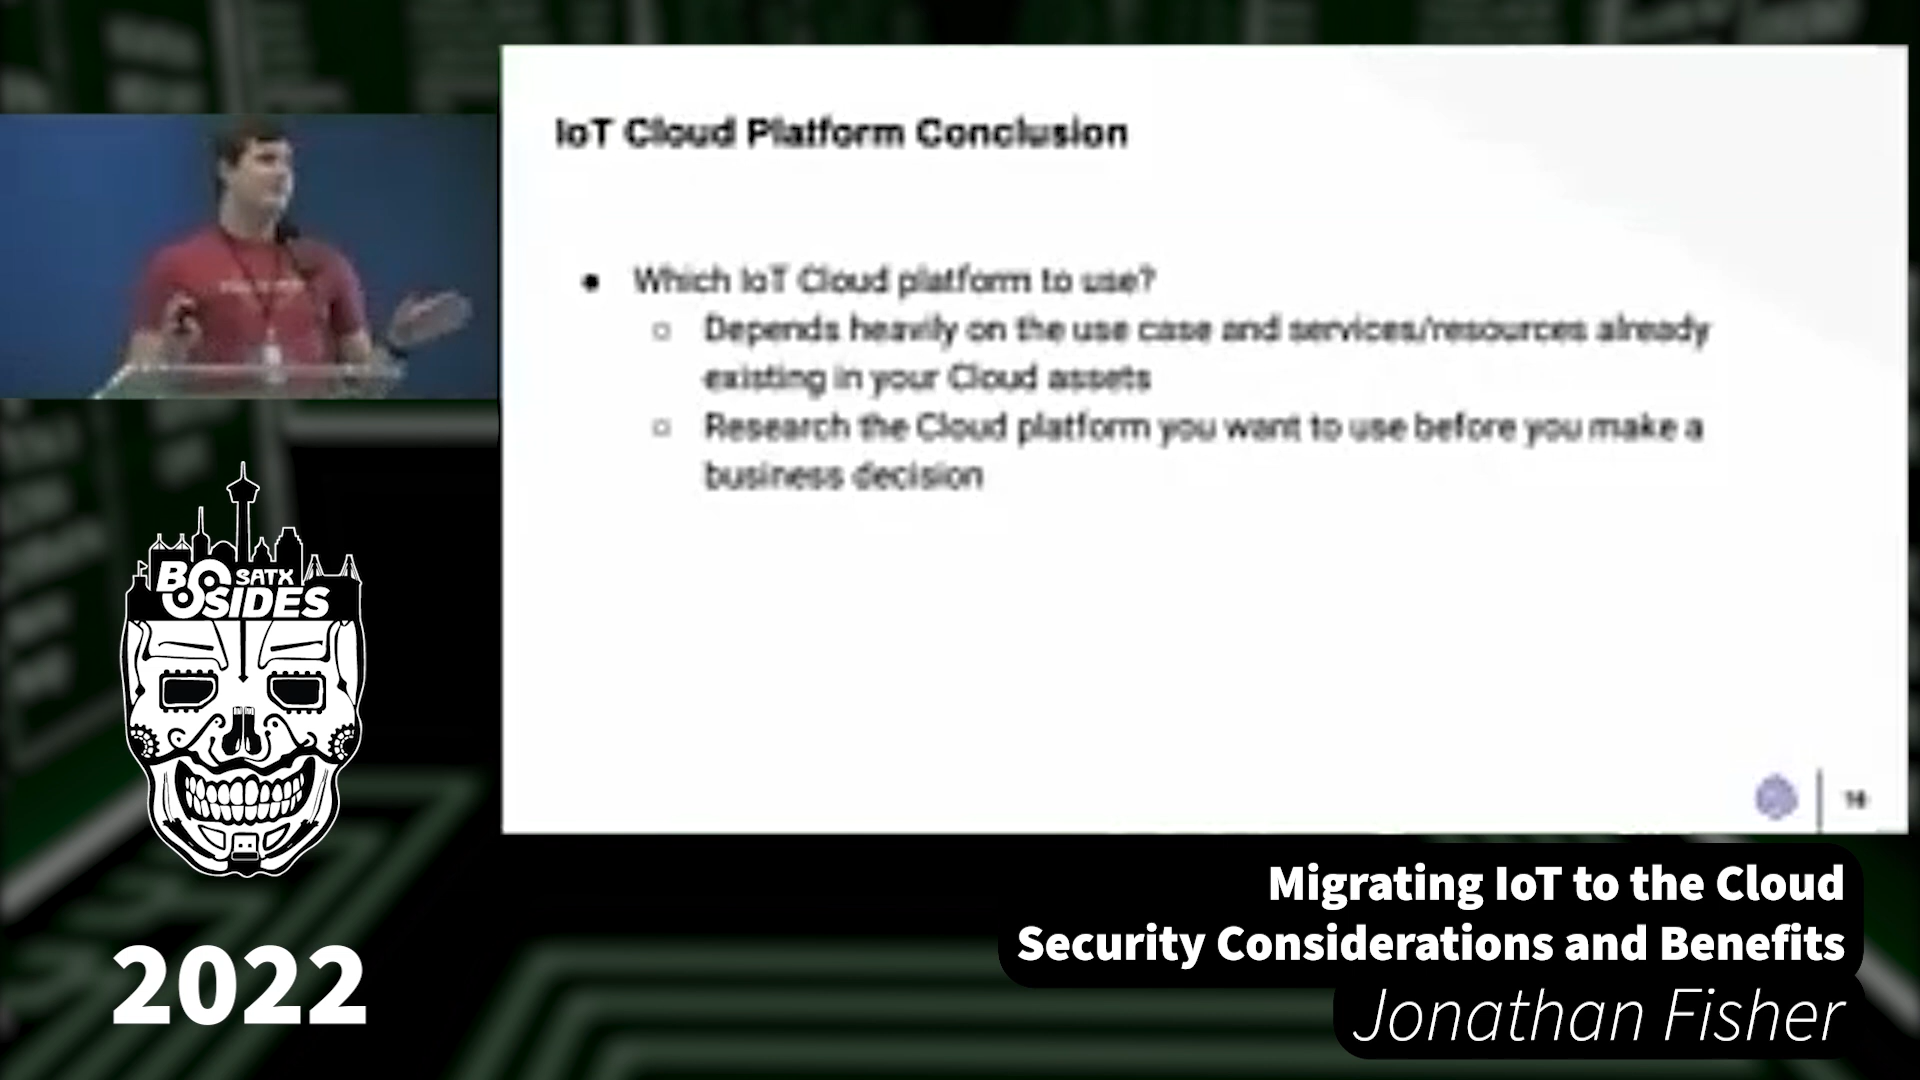 IoT Cloud Platform Conclusion
● Which IoT Cloud platform to use?
○ Depends heavily on the use case and services/resources already
existing in your Cloud assets
○ Research the Cloud platform you want to use before you make a
business decision
BSIDES
SATX
2022
Migrating IoT to the Cloud
Security Considerations and Benefits
Jonathan Fisher